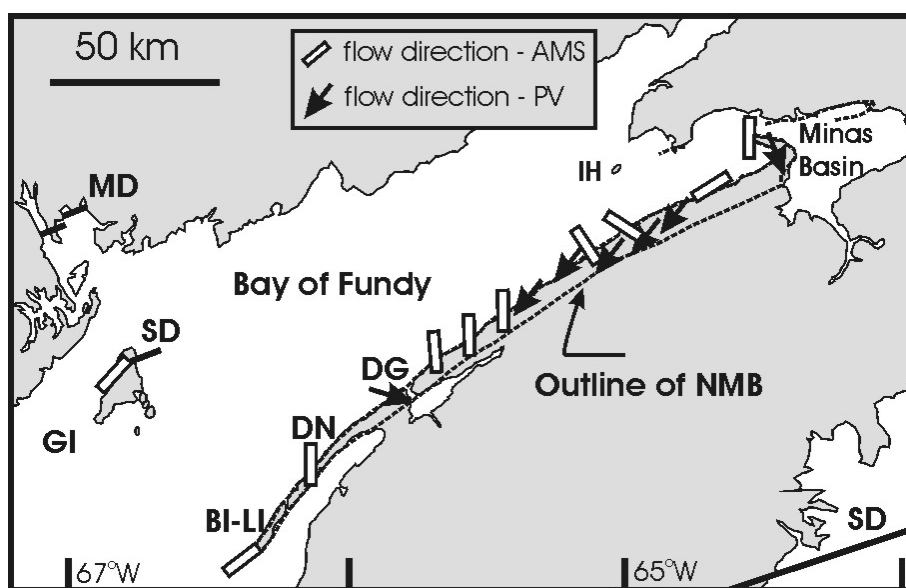 50 km
flow direction - AMS
flow direction - PV
Minas
Basin
IH
MD
Bay of Fundy
SD
DG
Outline of NMB
GI
DN
BI-LI
SD
67°W
65°W